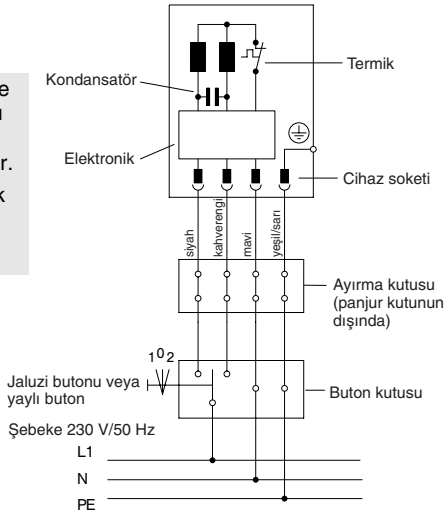 e
r.
k
Kondansatör
Termik
Elektronik
Cihaz soketi
siyah
kahverengi
mavi
yeşil/sarı
Ayırma kutusu
(panjur kutunun
dışında)
1 0 2
Jaluzi butonu veya
yaylı buton
Buton kutusu
Şebeke 230 V/50 Hz
L1
N
PE